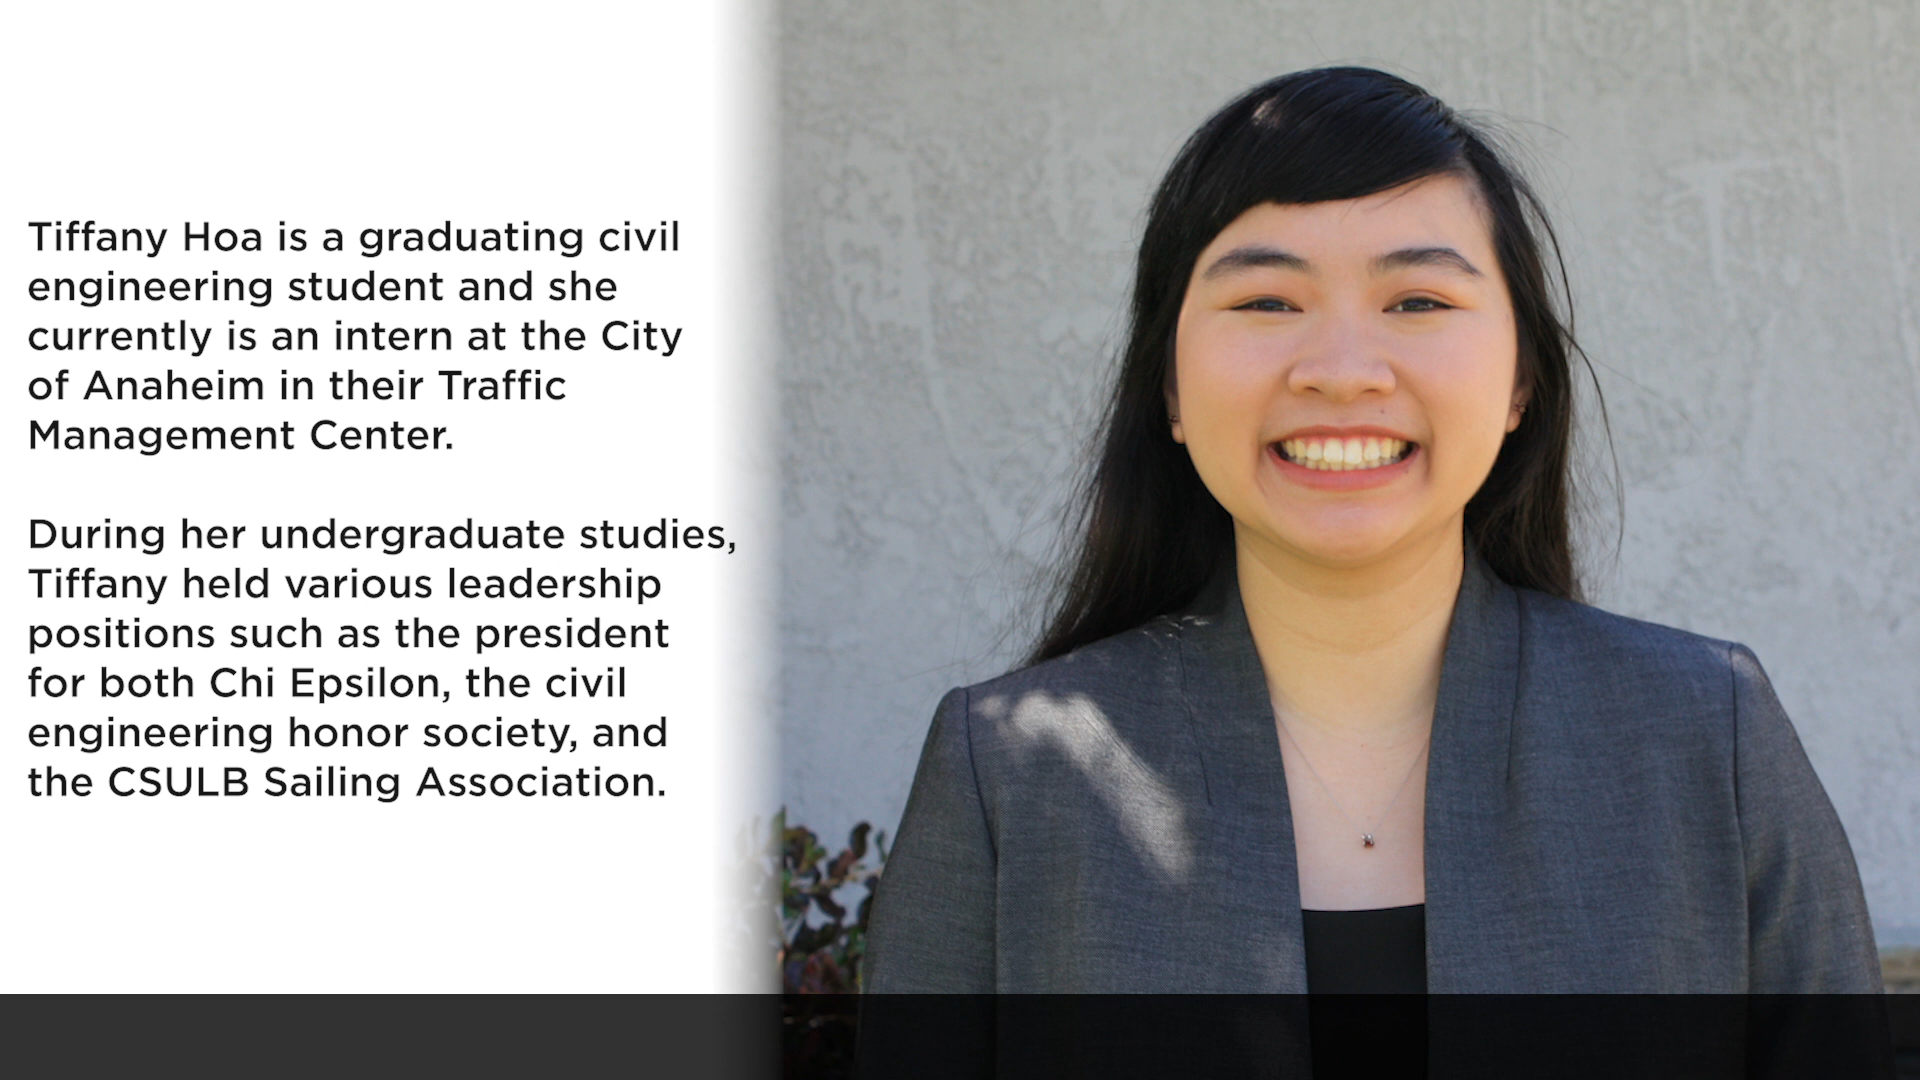 Tiffany Hoa is a graduating civil
engineering student and she
currently is an intern at the City
of Anaheim in their Traffic
Management Center.
During her undergraduate studies,
Tiffany held various leadership
positions such as the president
for both Chi Epsilon, the civil
engineering honor society, and
the CSULB Sailing Association.